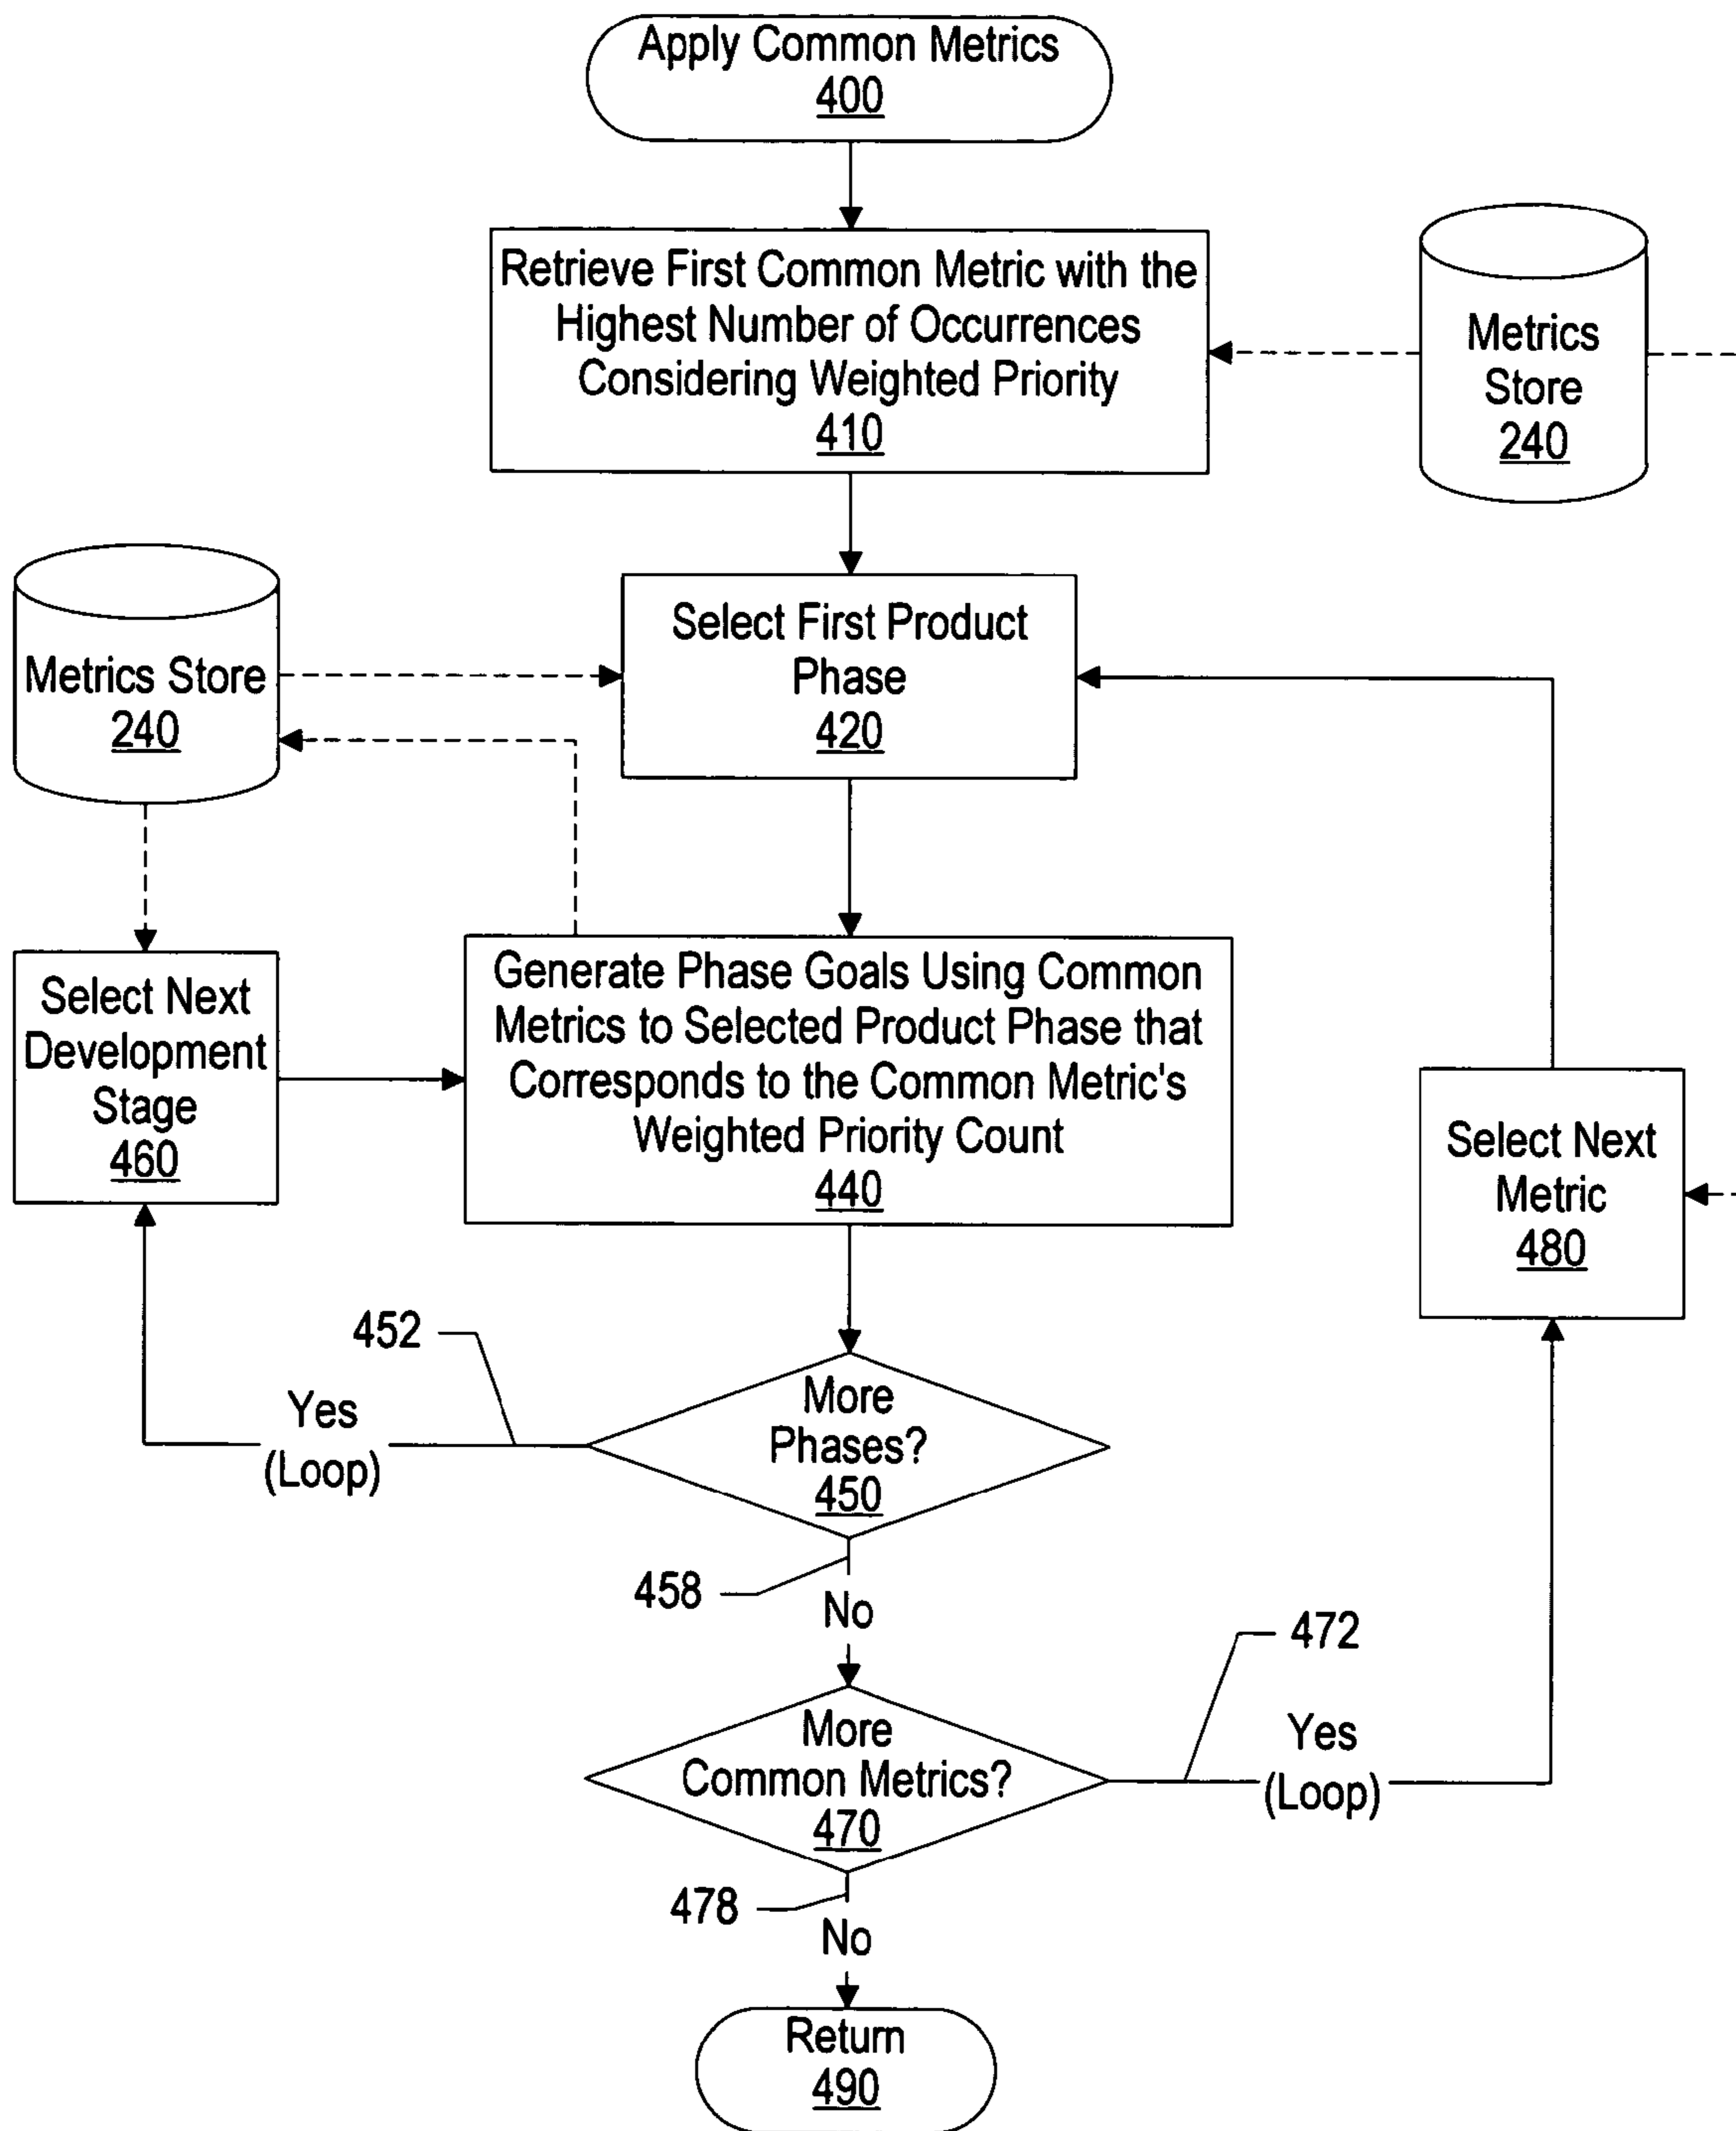 Apply Common Metrics
400
Retrieve First Common Metric with the
Highest Number of Occurrences
Considering Weighted Priority
410
Metrics
Store
240
Metrics Store
240
Select First Product
Phase
420
Select Next
Development
Stage
460
Generate Phase Goals Using Common
Metrics to Selected Product Phase that
Corresponds to the Common Metric's
Weighted Priority Count
440
Select Next
Metric
480
452
Yes
(Loop)
More
Phases?
450
458
No
472
More
Common Metrics?
470
Yes
(Loop)
478
No
Return
490